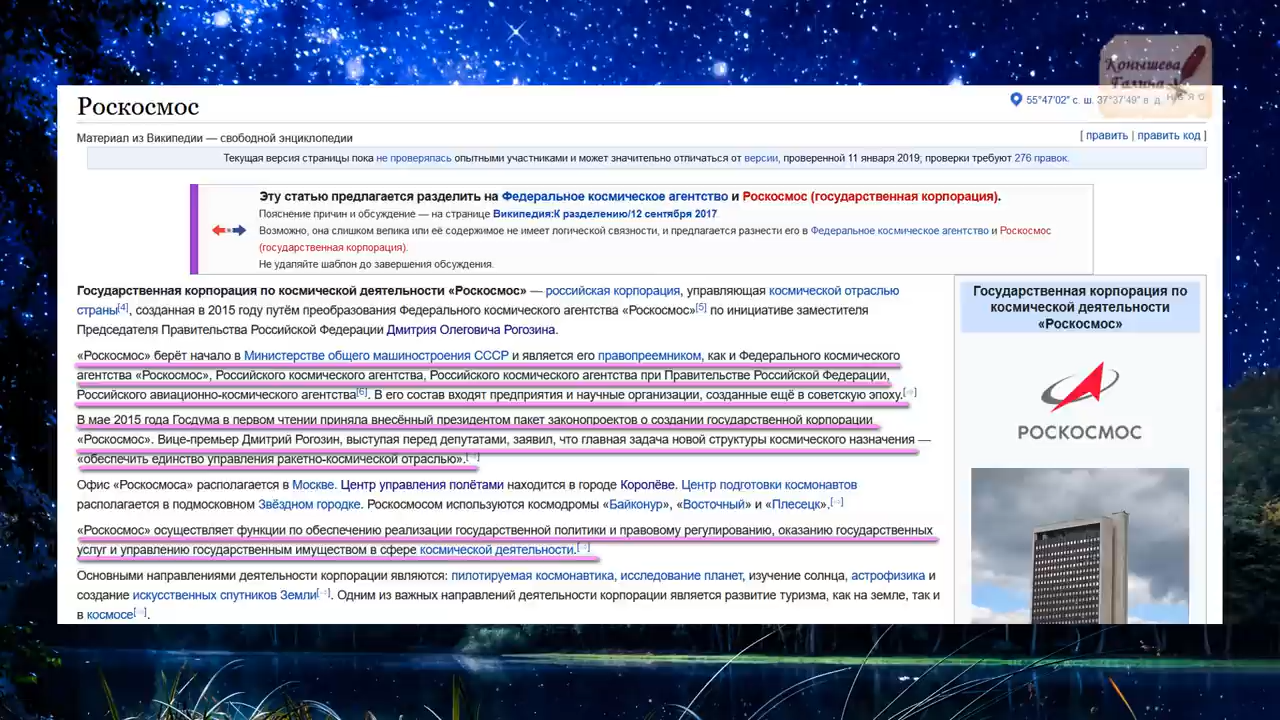 Конышева
Галина
Роскосмос
55°47′02″ с. ш. 37°37′49″ в. д.
Материал из Википедии — свободной энциклопедии
[ править | править код ]
Текущая версия страницы пока не проверялась опытными участниками и может значительно отличаться от версии, проверенной 11 января 2019; проверки требуют 276 правок.
Эту статью предлагается разделить на Федеральное космическое агентство и Роскосмос (государственная корпорация).
Пояснение причин и обсуждение — на странице Википедия:К разделению/12 сентября 2017
Возможно, она слишком велика или её содержимое не имеет логической связности, и предлагается разнести его в Федеральное космическое агентство и Роскосмос
(государственная корпорация).
Не удаляйте шаблон до завершения обсуждения.
Государственная корпорация по космической деятельности «Роскосмос» — российская корпорация, управляющая космической отраслью
страны[4], созданная в 2015 году путём преобразования Федерального космического агентства «Роскосмос»[5] по инициативе заместителя
Председателя Правительства Российской Федерации Дмитрия Олеговича Рогозина.
«Роскосмос» берёт начало в Министерстве общего машиностроения СССР и является его правопреемником, как и Федерального космического
агентства «Роскосмос», Российского космического агентства, Российского космического агентства при Правительстве Российской Федерации,
Российского авиационно-космического агентства[6]. В его состав входят предприятия и научные организации, созданные ещё в советскую эпоху.[⇨]
В мае 2015 года Госдума в первом чтении приняла внесённый президентом пакет законопроектов о создании государственной корпорации
«Роскосмос». Вице-премьер Дмитрий Рогозин, выступая перед депутатами, заявил, что главная задача новой структуры космического назначения —
«обеспечить единство управления ракетно-космической отраслью».[⇨]
Офис «Роскосмоса» располагается в Москве. Центр управления полётами находится в городе Королёве. Центр подготовки космонавтов
располагается в подмосковном Звёздном городке. Роскосмосом используются космодромы «Байконур», «Восточный» и «Плесецк».[⇨]
«Роскосмос» осуществляет функции по обеспечению реализации государственной политики и правовому регулированию, оказанию государственных
услуг и управлению государственным имуществом в сфере космической деятельности.[⇨]
Основными направлениями деятельности корпорации являются: пилотируемая космонавтика, исследование планет, изучение солнца, астрофизика и
создание искусственных спутников Земли[⇨]. Одним из важных направлений деятельности корпорации является развитие туризма, как на земле, так и
в космосе[⇨].
Государственная корпорация по
космической деятельности
«Роскосмос»
РОСКОСМОС